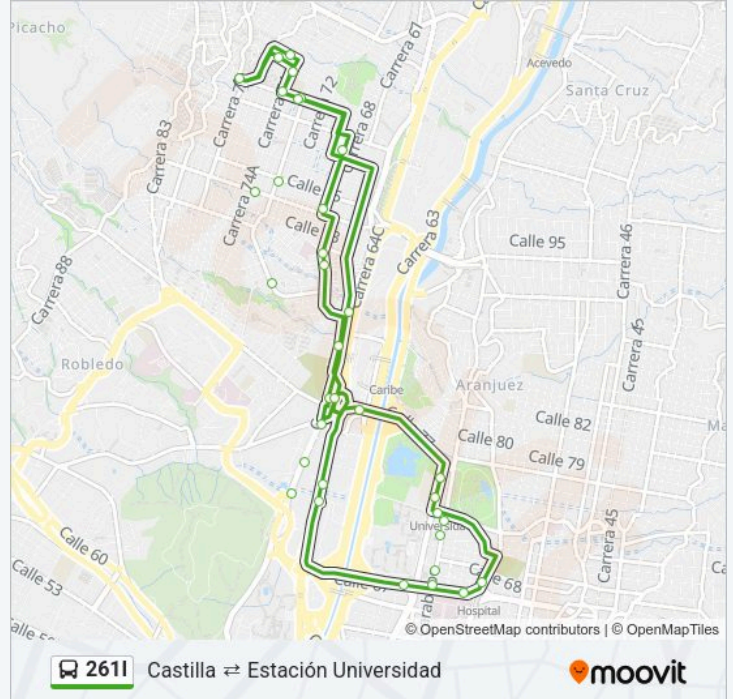 Picacho
Carrera 67
Acevedo
Santa Cruz
Carrera 7
Carrera
Carrera 72
68
Carrera 83
Calle
Carrera 74A
Calle
Carrera 64C
Carrera 63
Calle 95
Carrera 46
Carrera 88
Robledo
Caribe
Aranjuez
Carrera 45
Calle 82
Calle 80
Calle 79
Universidad
Calle 60
Calle 53
Calle 68
Carrera 45
Hospital
© OpenStreetMap contributors | © OpenMapTiles
261I Castilla ⇄ Estación Universidad
moovit